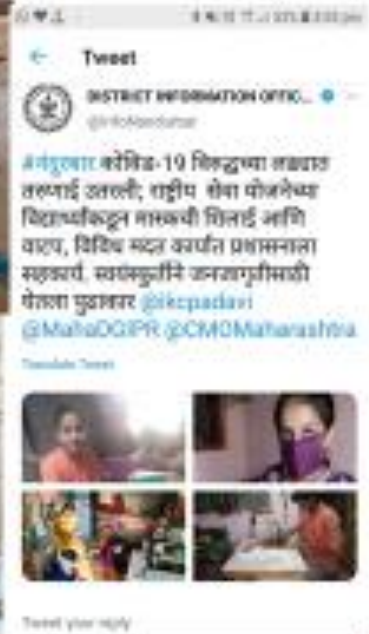 Tweet
DISTRICT INFORMATION OFFIC...
@InfoNandurbar
#नंदुरबार कोविड-19 विरुद्धच्या लढ्यात
तरुणाई उतरली; राष्ट्रीय सेवा योजनेच्या
विद्यार्थ्यांकडून मास्कची शिलाई आणि
वाटप, विविध मदत कार्यात प्रशासनाला
सहकार्य, स्वयंस्फुर्तीने जनजागृतीसाठी
घेतला पुढाकार @ikcpadavi
@MahaDGIPR @CMOMaharashtra
Translate Tweet
Tweet your reply